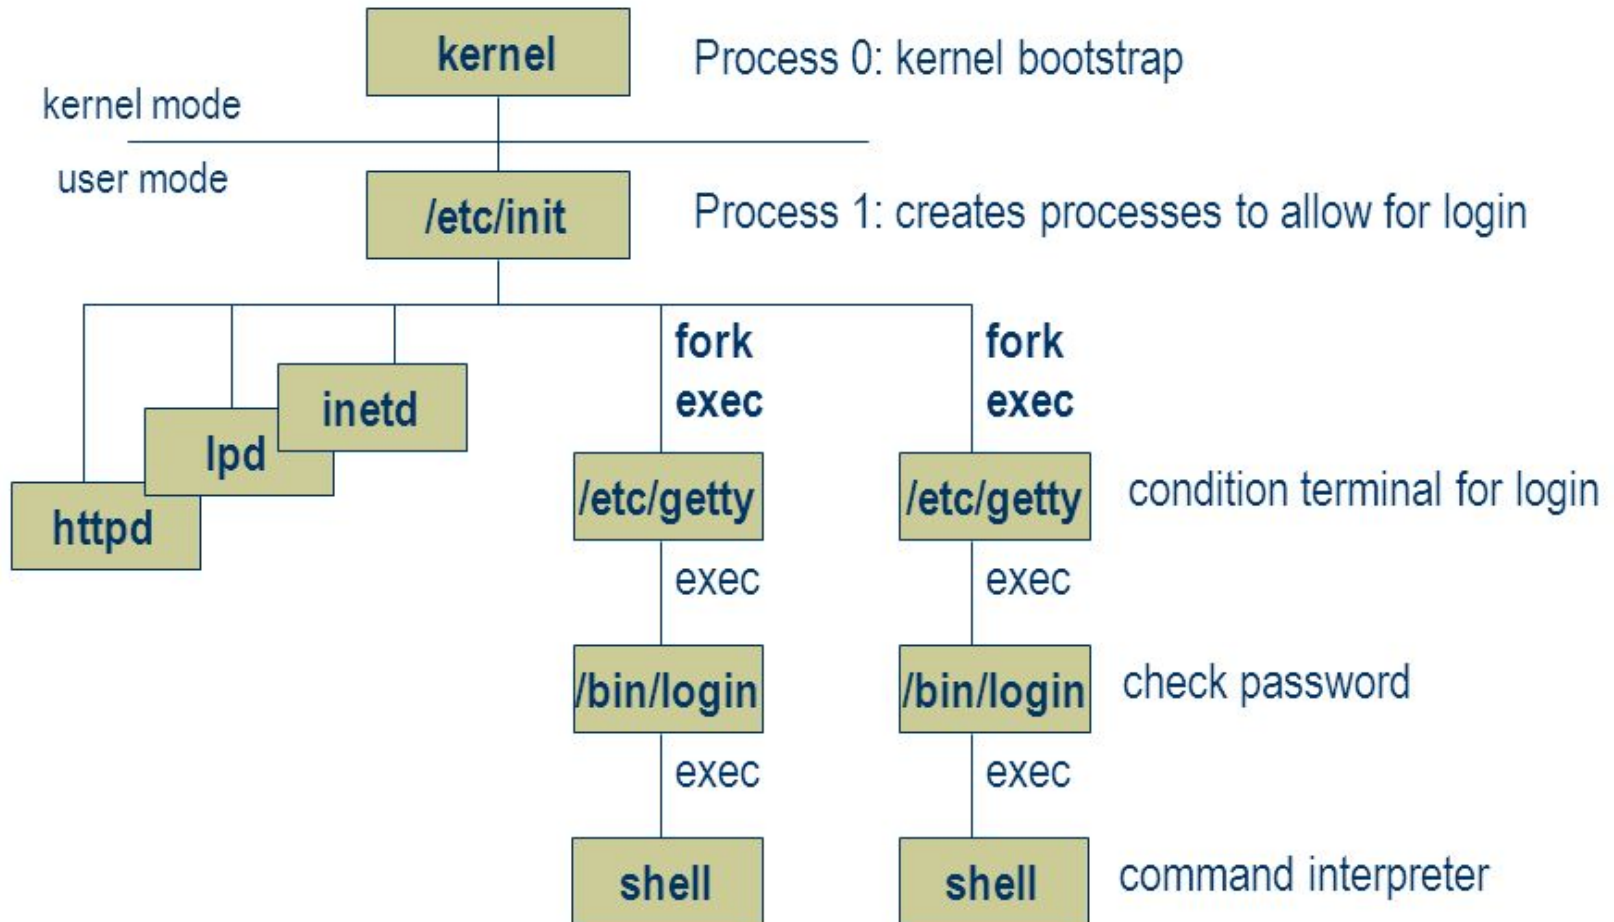 kernel
Process 0: kernel bootstrap
kernel mode
user mode
/etc/init
Process 1: creates processes to allow for login
fork
exec
fork
exec
inetd
lpd
httpd
/etc/getty
/etc/getty
condition terminal for login
exec
exec
/bin/login
/bin/login
check password
exec
exec
shell
shell
command interpreter